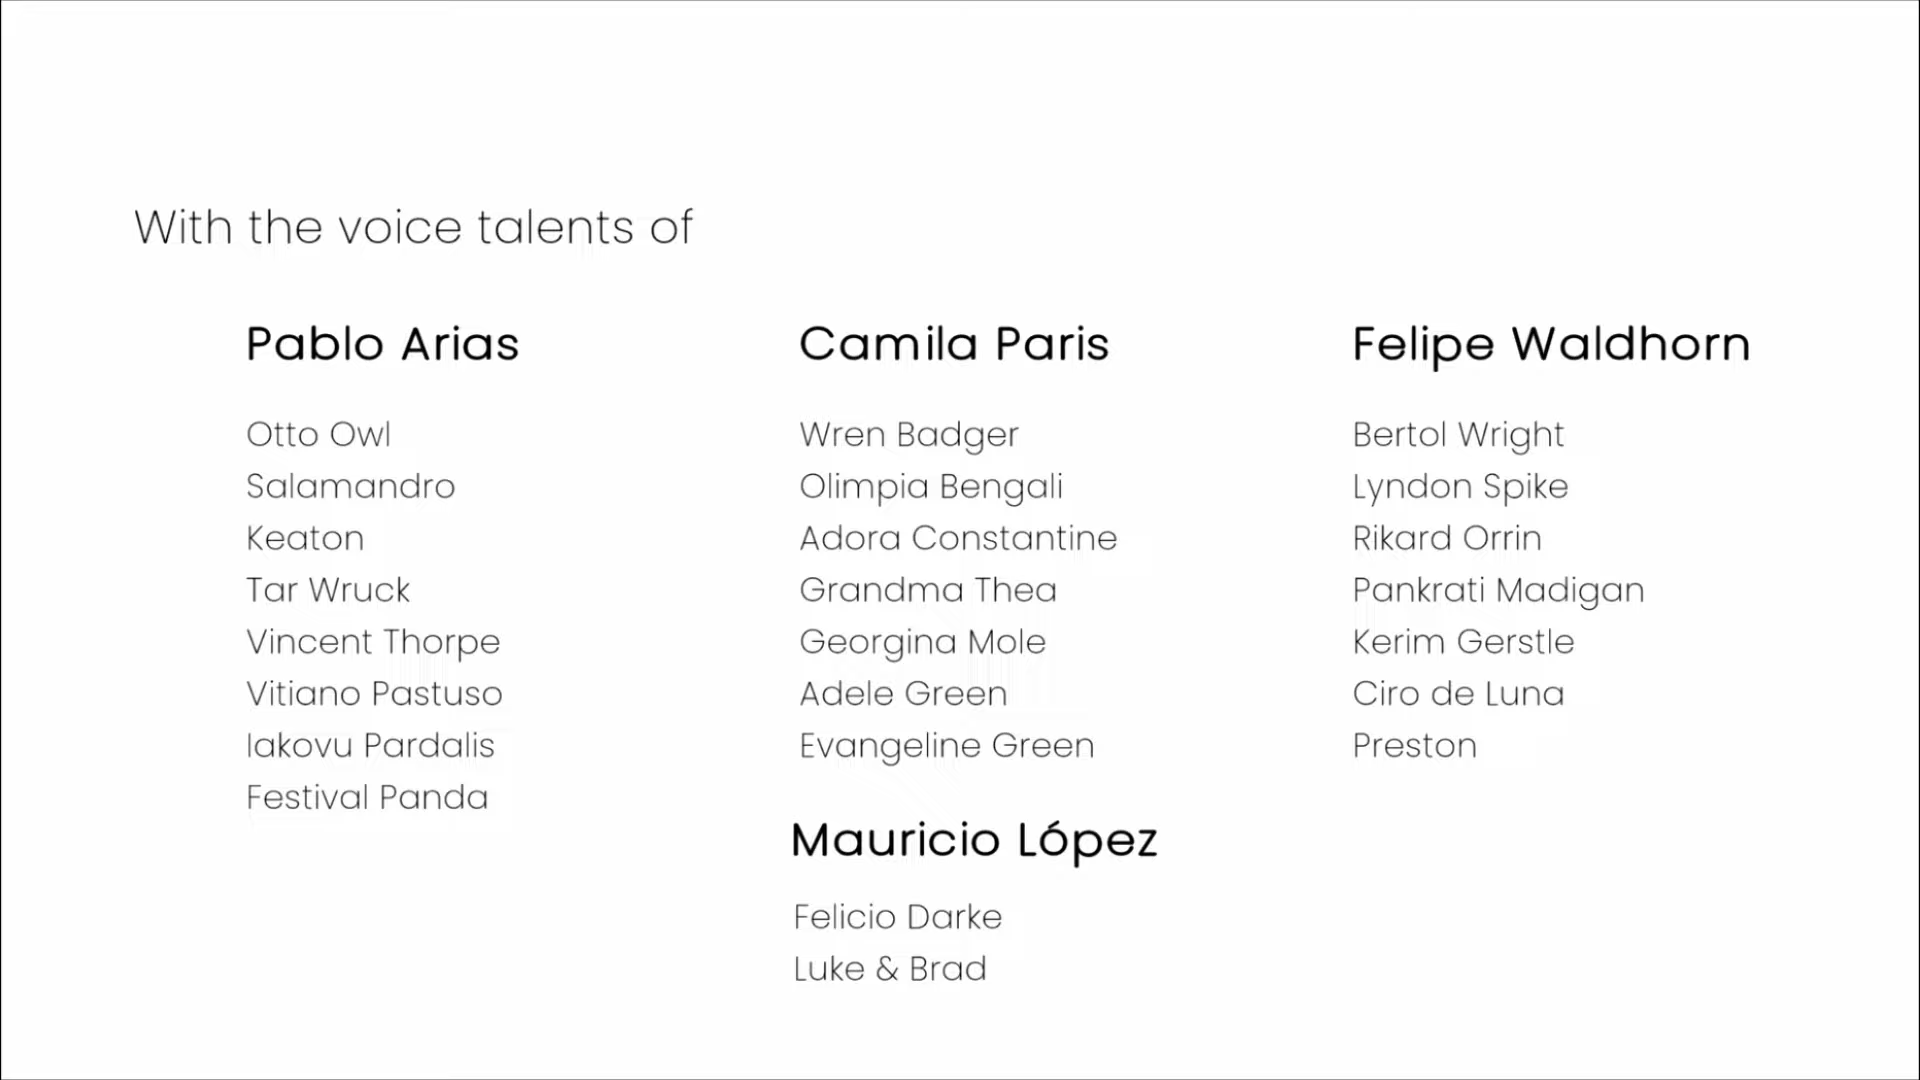 With the voice talents of
Pablo Arias
Otto Owl
Salamandro
Keaton
Tar Wruck
Vincent Thorpe
Vitiano Pastuso
Iakovu Pardalis
Festival Panda
Camila Paris
Wren Badger
Olimpia Bengali
Adora Constantine
Grandma Thea
Georgina Mole
Adele Green
Evangeline Green
Mauricio López
Felicio Darke
Luke & Brad
Felipe Waldhorn
Bertol Wright
Lyndon Spike
Rikard Orrin
Pankrati Madigan
Kerim Gerstle
Ciro de Luna
Preston